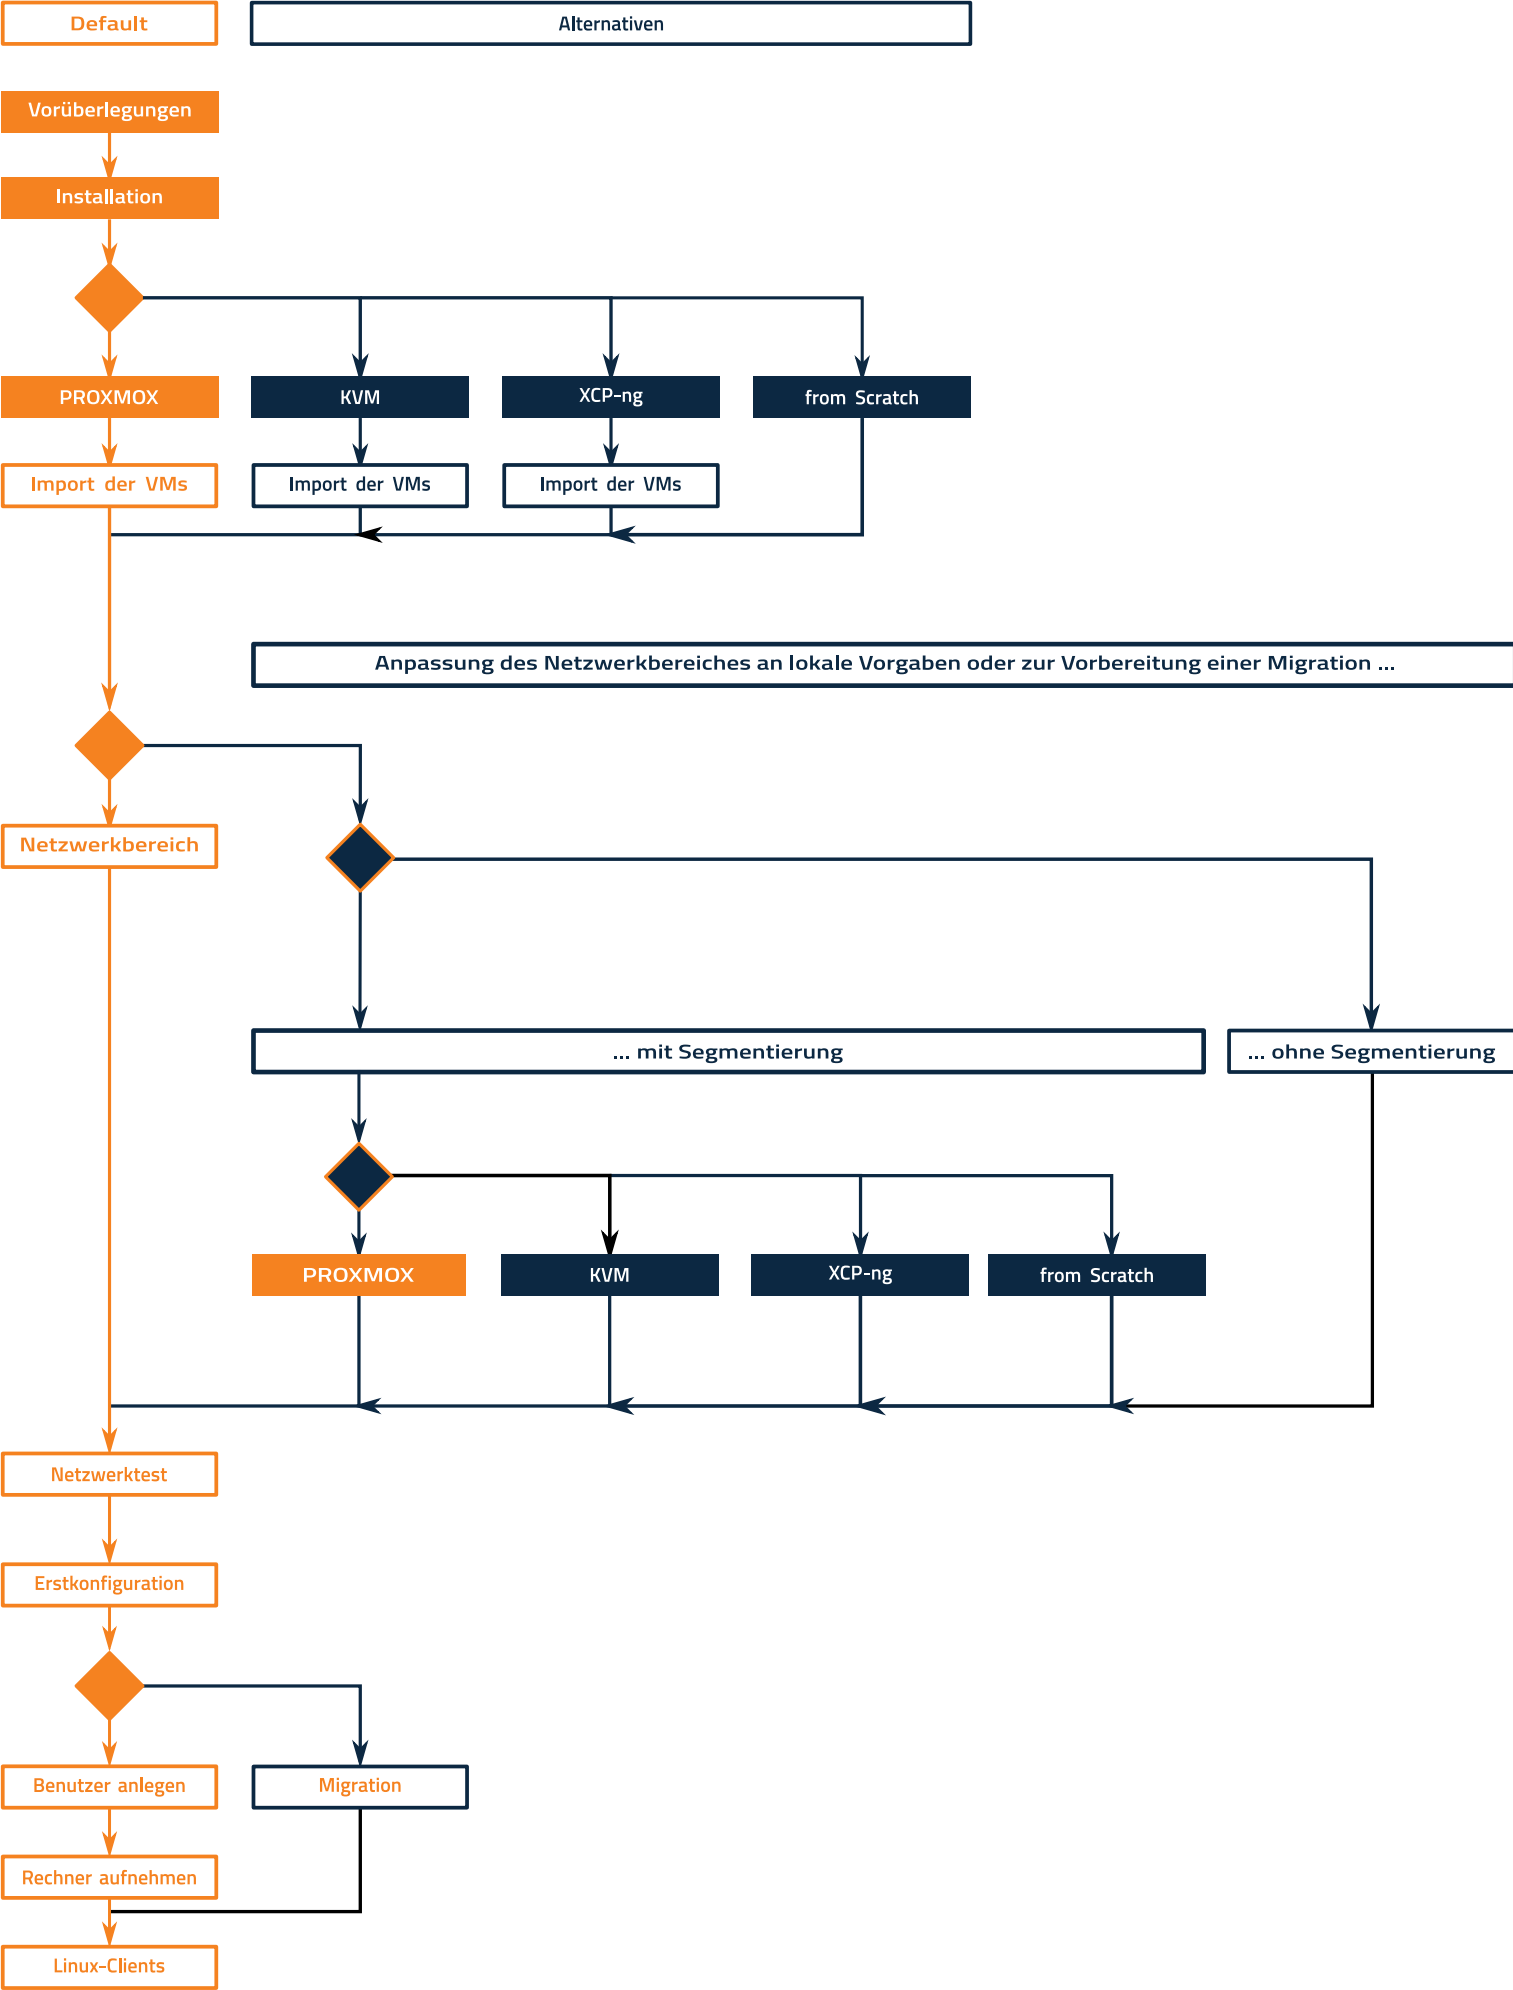 Default
Alternativen
Vorüberlegungen
Installation
PROXMOX
KVM
XCP-ng
from Scratch
Import der VMs
Import der VMs
Import der VMs
Anpassung des Netzwerkbereiches an lokale Vorgaben oder zur Vorbereitung einer Migration ...
Netzwerkbereich
... mit Segmentierung
... ohne Segmentierung
PROXMOX
KVM
XCP-ng
from Scratch
Netzwerktest
Erstkonfiguration
Benutzer anlegen
Migration
Rechner aufnehmen
Linux-Clients